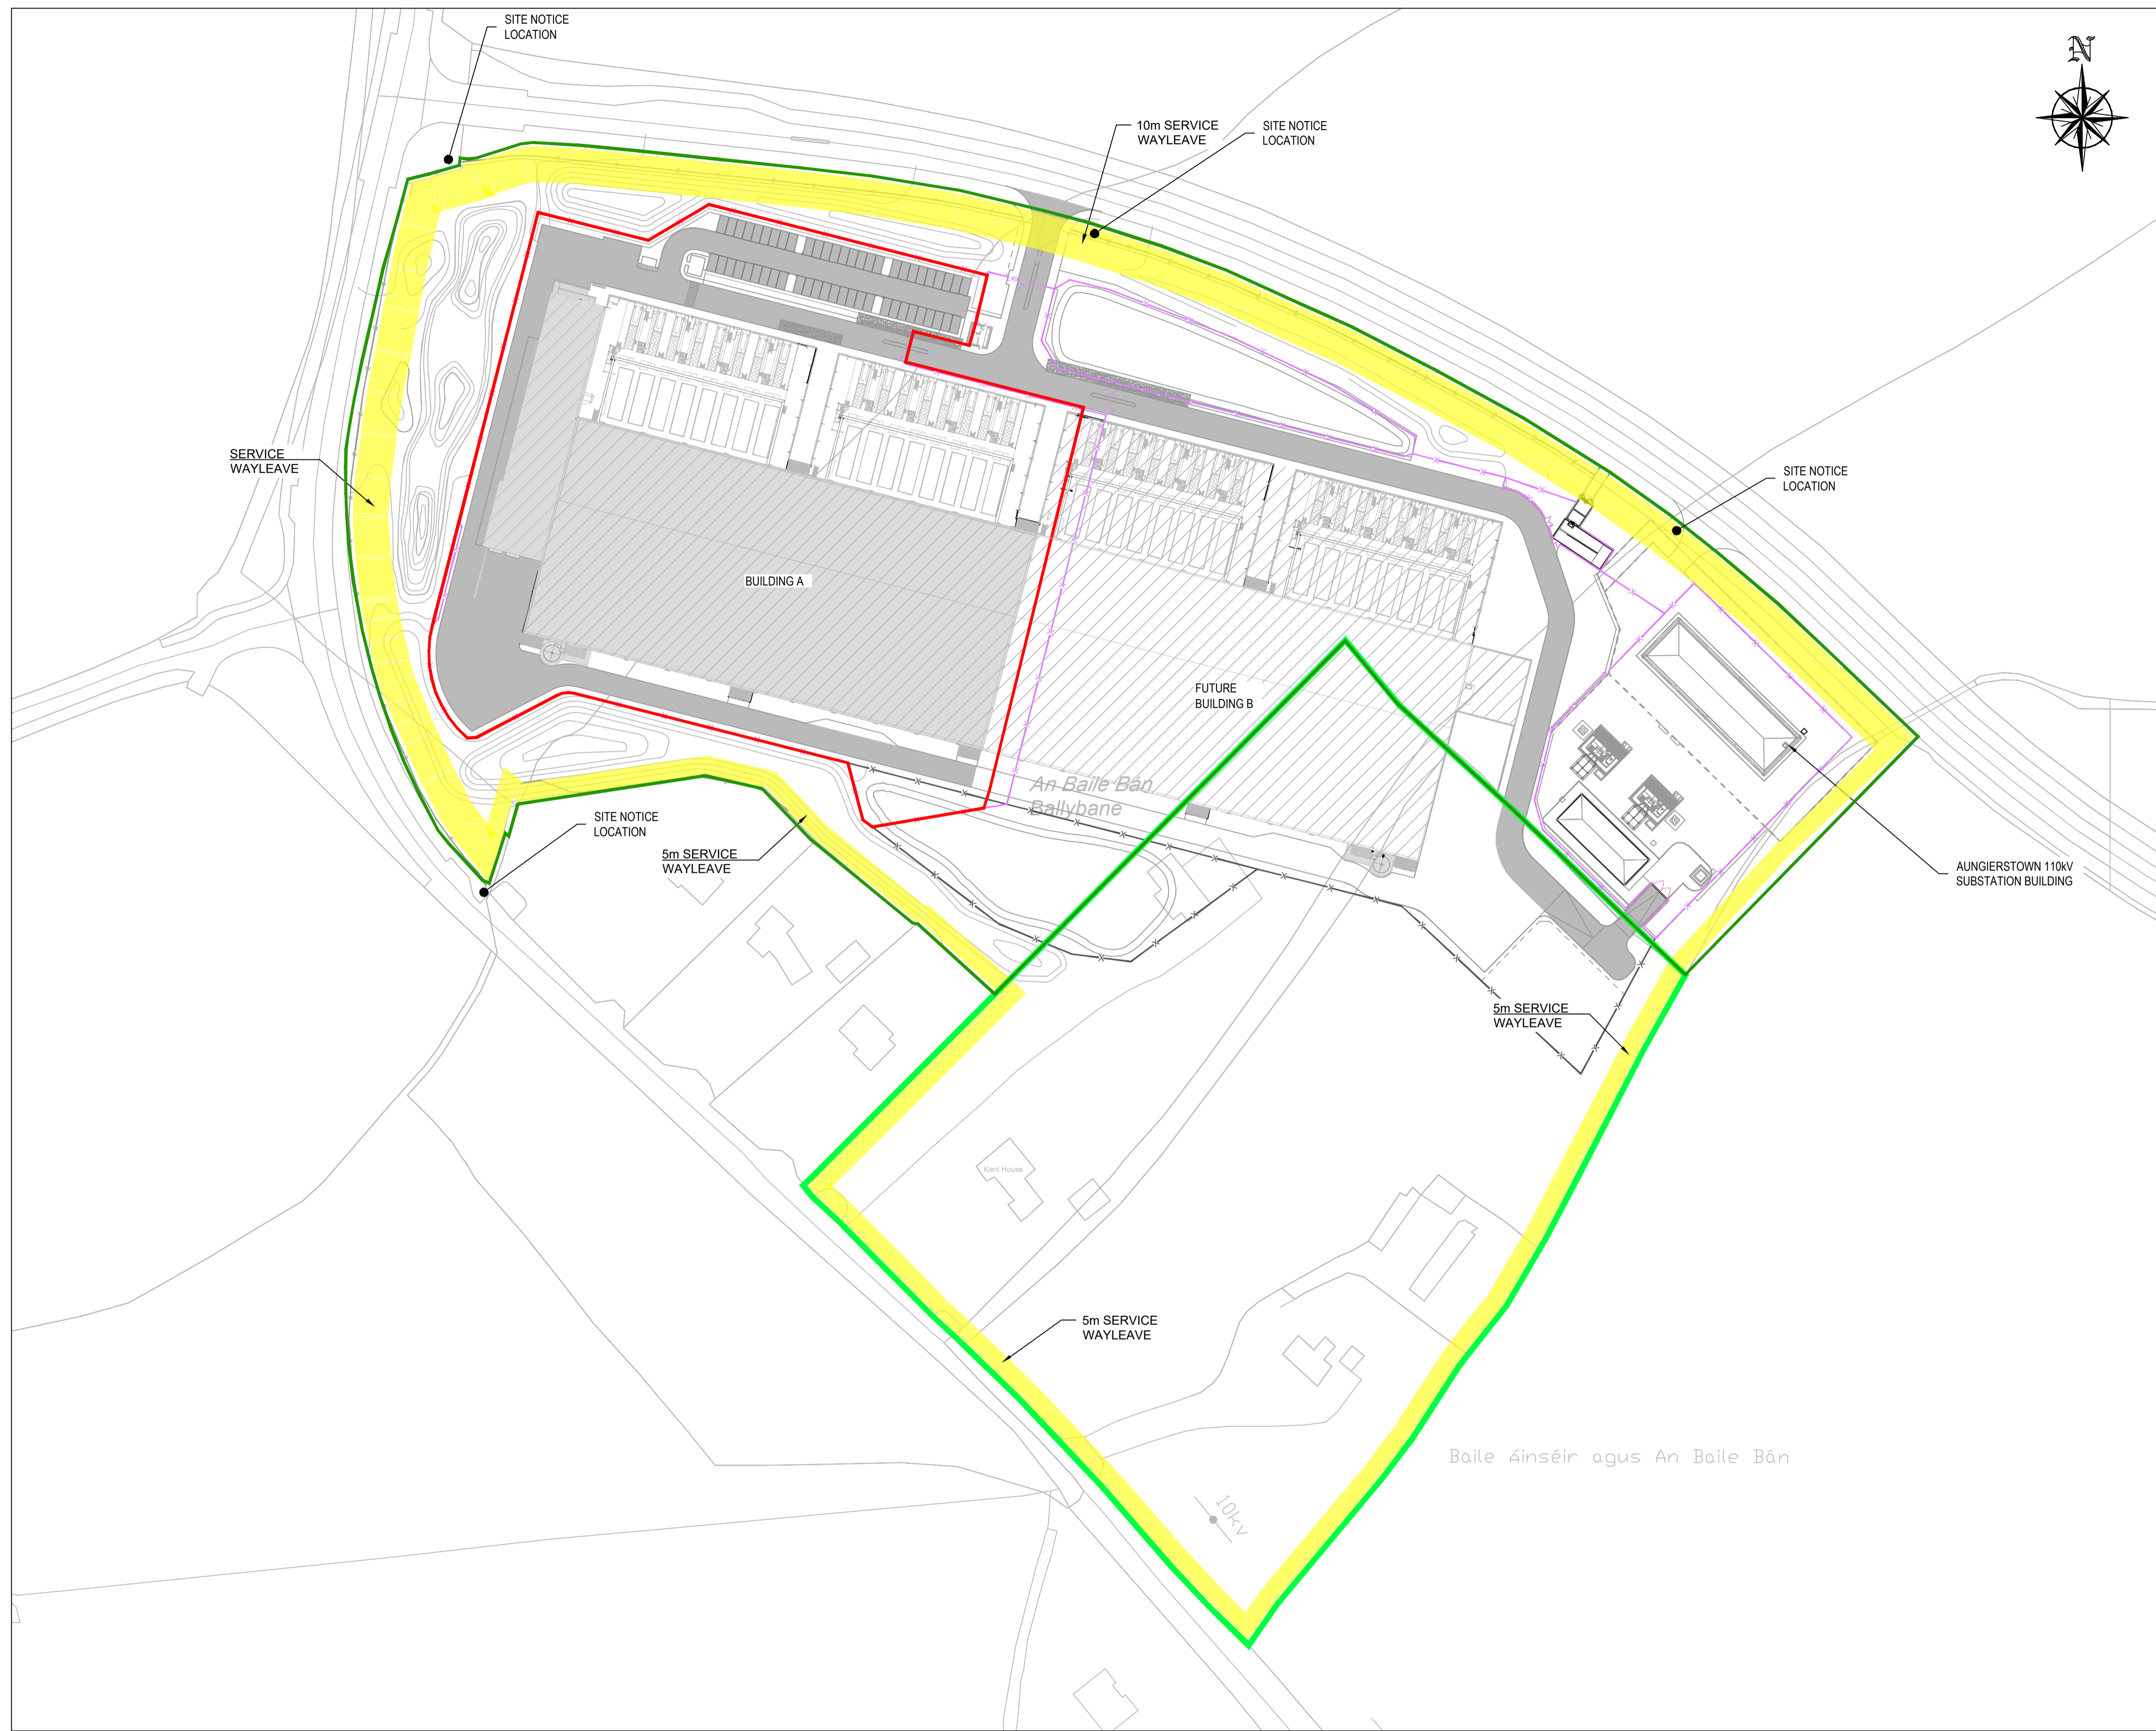 SITE NOTICE
LOCATION
N
10m SERVICE
WAYLEAVE
SITE NOTICE
LOCATION
SERVICE
WAYLEAVE
SITE NOTICE
LOCATION
BUILDING A
FUTURE
BUILDING B
An Baile Bán
Ballybane
SITE NOTICE
LOCATION
5m SERVICE
WAYLEAVE
AUNGIERSTOWN 110kV
SUBSTATION BUILDING
5m SERVICE
WAYLEAVE
Kent House
5m SERVICE
WAYLEAVE
Baile Áinséir agus An Baile Bán
10kv